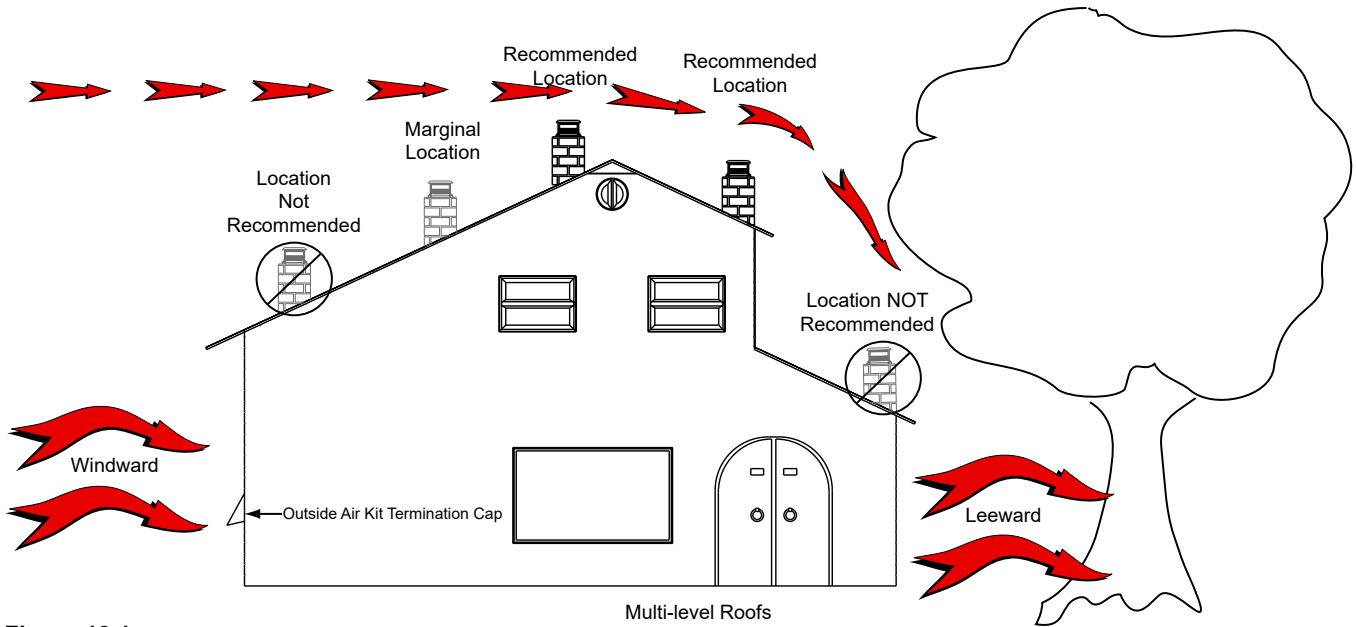 Recommended
Location
Recommended
Location
Marginal
Location
Location
Not
Recommended
Location NOT
Recommended
Windward
Outside Air Kit Termination Cap
Leeward
Multi-level Roofs